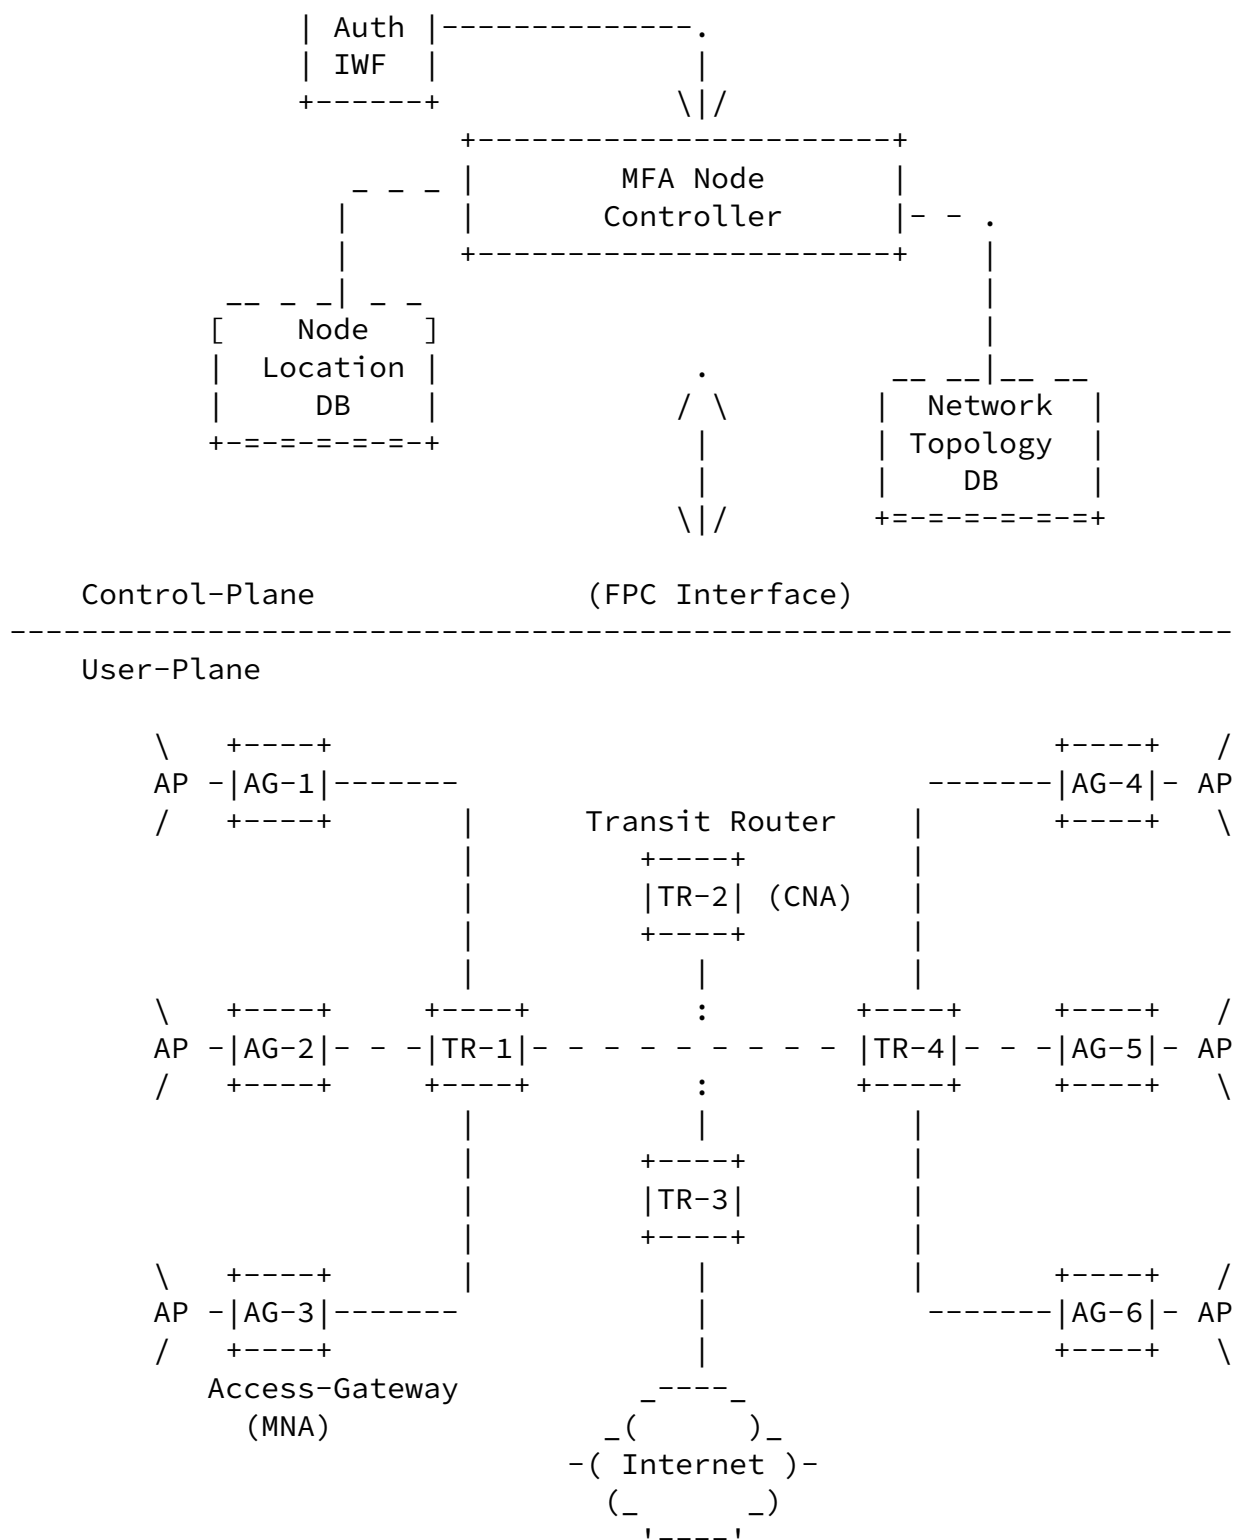 Auth
IWF
MFA Node
Controller
Node
Location
DB
Network
Topology
DB
Control-Plane (FPC Interface)
User-Plane
AP AG-1 AG-4 AP
Transit Router
TR-2 (CNA)
AP AG-2 TR-1 TR-4 AG-5 AP
TR-3
AP AG-3 AG-6 AP
Access-Gateway
(MNA)
Internet